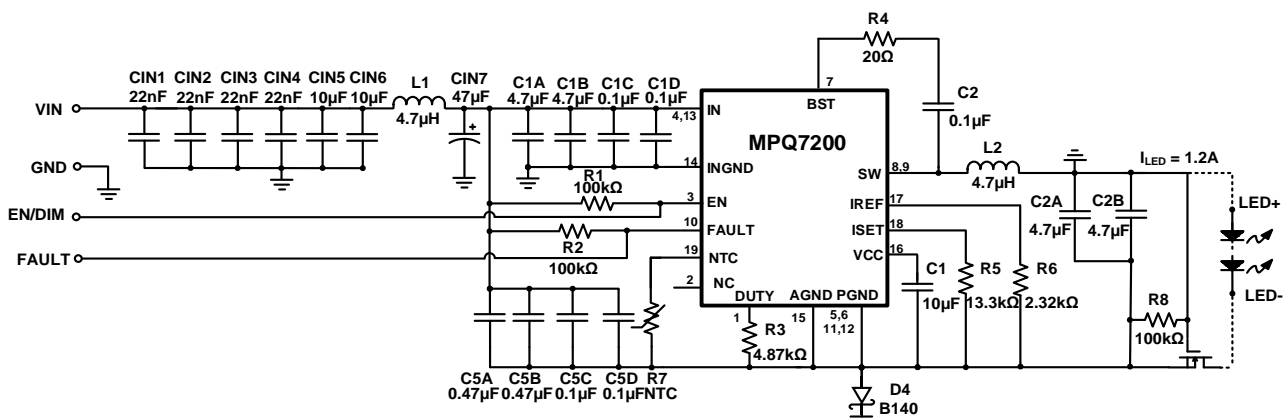 R4
20Ω
7
BST
CIN1 CIN2 CIN3 CIN4 CIN5 CIN6
22nF 22nF 22nF 22nF 10µF 10µF
L1
4.7µH
CIN7
47µF
C1A C1B C1C C1D
4.7µF 4.7µF 0.1µF 0.1µF
VIN
4,13
IN
MPQ7200
C2
0.1µF
GND
14
INGND
SW
8,9
L2
4.7µH
ILED = 1.2A
R1
100kΩ
3
EN
IREF
17
C2A
4.7µF
C2B
4.7µF
LED+
EN/DIM
10
FAULT
ISET
18
R2
100kΩ
FAULT
19
NTC
VCC
16
2
NC
C1
10µF
R5
13.3kΩ
R6
2.32kΩ
LED-
DUTY
AGND
PGND
1
15
5,6
11,12
R3
4.87kΩ
R8
100kΩ
C5A C5B C5C C5D R7
0.47µF 0.47µF 0.1µF 0.1µF NTC
D4
B140
+